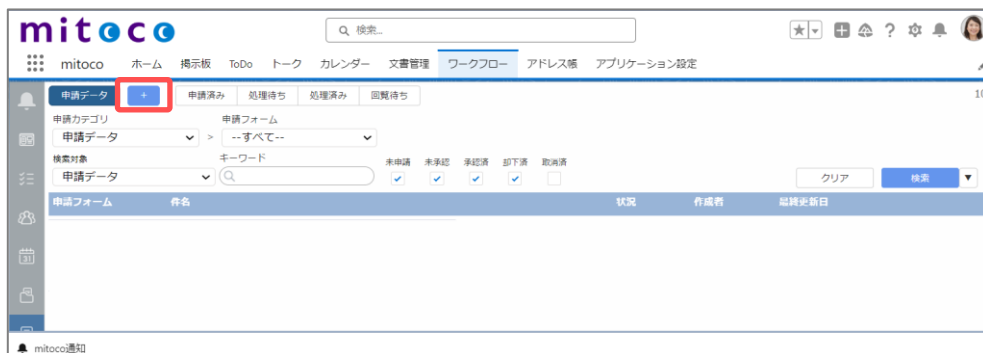 mitoco
検索...
mitoco ホーム 掲示板 ToDo トーク カレンダー 文書管理 ワークフロー アドレス帳 アプリケーション設定
申請データ + 申請済み 処理待ち 処理済み 回覧待ち 10
申請カテゴリ 申請フォーム
申請データ > --すべて--
検索対象 キーワード 未申請 未承認 承認済 却下済 取消済
申請データ クリア 検索
申請フォーム 件名 状況 作成者 最終更新日
31
mitoco通知